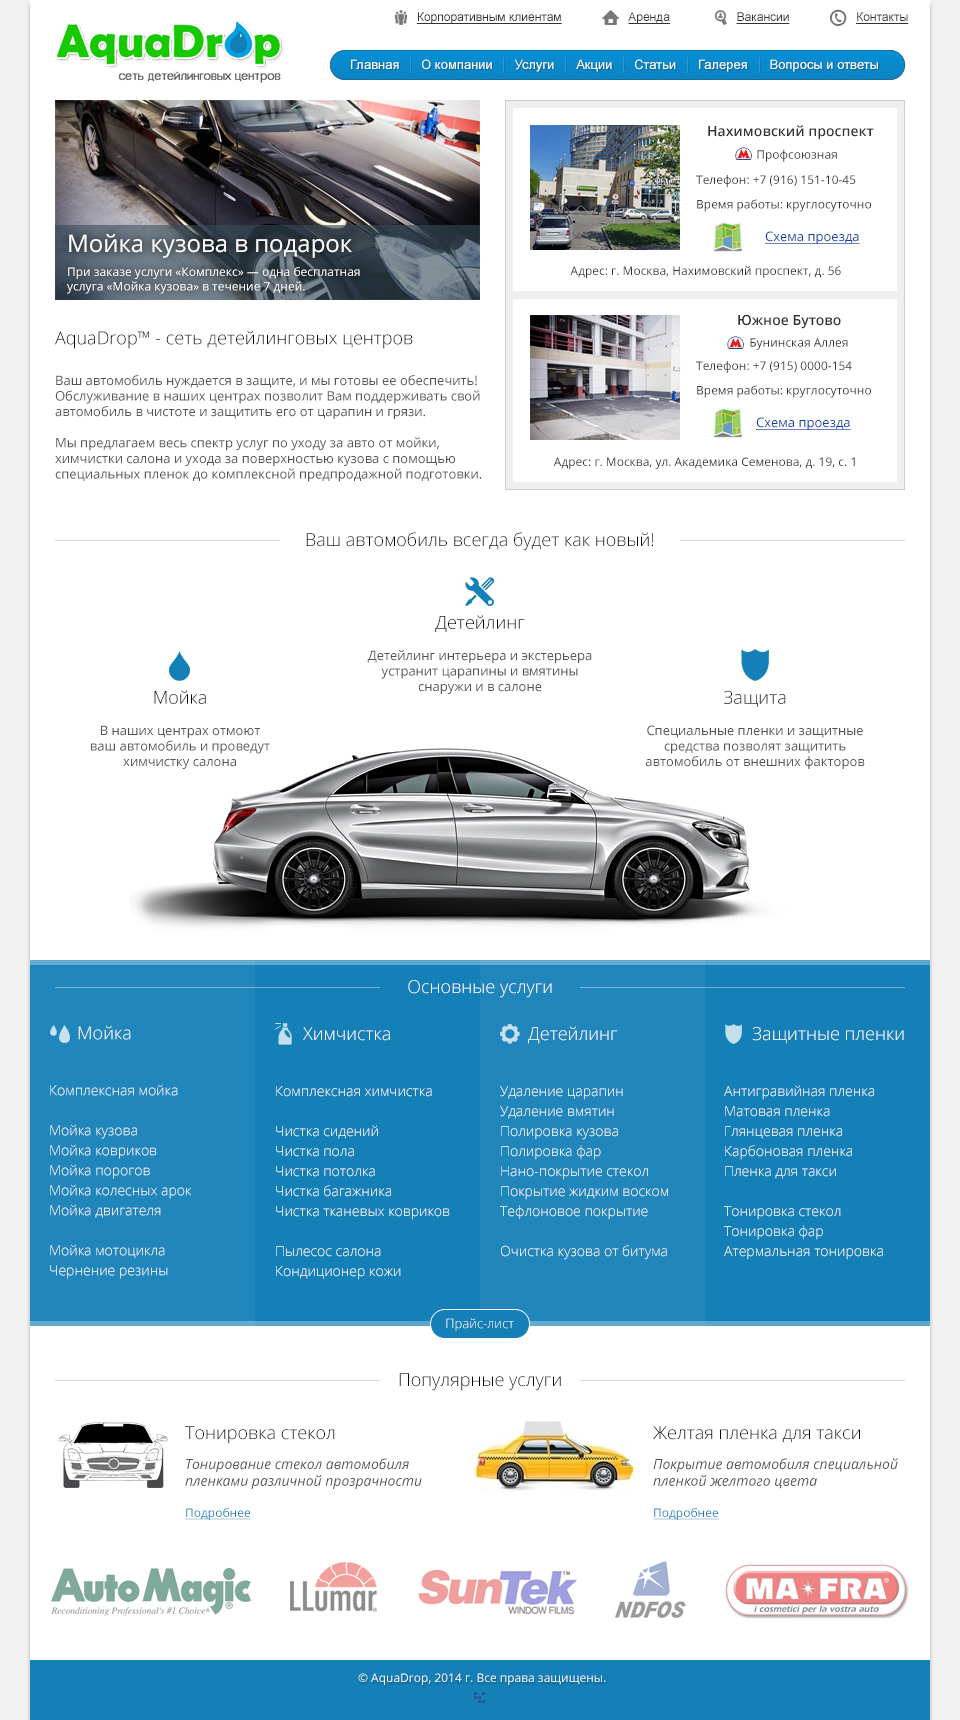 Корпоративным клиентам
Аренда
Вакансии
Контакты
AquaDrop
сеть детейлинговых центров
Главная
О компании
Услуги
Акции
Статьи
Галерея
Вопросы и ответы
Мойка кузова в подарок
При заказе услуги «Комплекс» — одна бесплатная
услуга «Мойка кузова» в течение 7 дней.
Нахимовский проспект
Профсоюзная
Телефон: +7 (916) 151-10-45
Время работы: круглосуточно
Схема проезда
Адрес: г. Москва, Нахимовский проспект, д. 56
Южное Бутово
Бунинская Аллея
Телефон: +7 (915) 0000-154
Время работы: круглосуточно
Схема проезда
Адрес: г. Москва, ул. Академика Семенова, д. 19, с. 1
AquaDrop™ - сеть детейлинговых центров
Ваш автомобиль нуждается в защите, и мы готовы ее обеспечить!
Обслуживание в наших центрах позволит Вам поддерживать свой
автомобиль в чистоте и защитить его от царапин и грязи.
Мы предлагаем весь спектр услуг по уходу за авто от мойки,
химчистки салона и ухода за поверхностью кузова с помощью
специальных пленок до комплексной предпродажной подготовки.
Ваш автомобиль всегда будет как новый!
Детейлинг
Детейлинг интерьера и экстерьера
устранит царапины и вмятины
снаружи и в салоне
Мойка
В наших центрах отмоют
ваш автомобиль и проведут
химчистку салона
Защита
Специальные пленки и защитные
средства позволят защитить
автомобиль от внешних факторов
Основные услуги
Мойка
Комплексная мойка
Мойка кузова
Мойка ковриков
Мойка порогов
Мойка колесных арок
Мойка двигателя
Мойка мотоцикла
Чернение резины
Химчистка
Комплексная химчистка
Чистка сидений
Чистка пола
Чистка потолка
Чистка багажника
Чистка тканевых ковриков
Пылесос салона
Кондиционер кожи
Детейлинг
Удаление царапин
Удаление вмятин
Полировка кузова
Полировка фар
Нано-покрытие стекол
Покрытие жидким воском
Тефлоновое покрытие
Очистка кузова от битума
Защитные пленки
Антигравийная пленка
Матовая пленка
Глянцевая пленка
Карбоновая пленка
Пленка для такси
Тонировка стекол
Тонировка фар
Атермальная тонировка
Прайс-лист
Популярные услуги
Тонировка стекол
Тонирование стекол автомобиля
пленками различной прозрачности
Подробнее
Желтая пленка для такси
Покрытие автомобиля специальной
пленкой желтого цвета
Подробнее
Auto Magic®
Reconditioning Professional's #1 Choice®
LLumar®
SunTek™
WINDOW FILMS
NDFOS
MA★FRA®
i cosmetici per la vostra auto
© AquaDrop, 2014 г. Все права защищены.